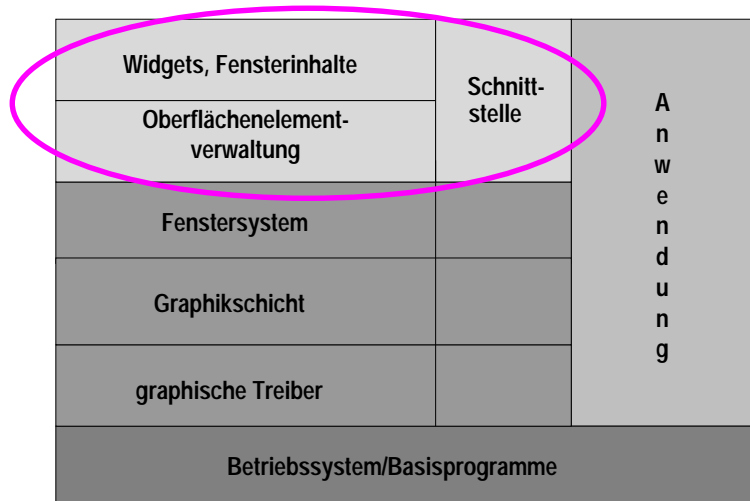 Widgets, Fensterinhalte
Oberflächenelement-
verwaltung
Schnitt-
stelle
Fenstersystem
Graphikschicht
graphische Treiber
A
n
w
e
n
d
u
n
g
Betriebssystem/Basisprogramme